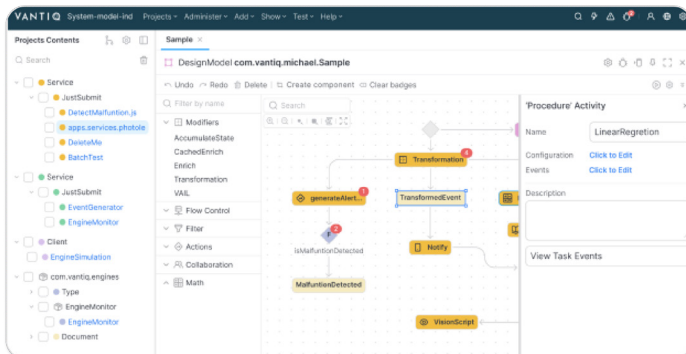 VANTIQ System-model-ind Projects Administer Add Show Test Help
Projects Contents
Search
Service
JustSubmit
DetectMalfuntion.js
apps.services.photole
DeleteMe
BatchTest
Service
JustSubmit
EventGenerator
EngineMonitor
Client
EngineSimulation
com.vantiq.engines
Type
EngineMonitor
EngineMonitor
Document
Sample
DesignModel com.vantiq.michael.Sample
Undo Redo Delete Create component Clear badges
Filter by name
Modifiers
AccumulateState
CachedEnrich
Enrich
Transformation
VAIL
Flow Control
Filter
Actions
Collaboration
Math
Search
Transformation 4
generateAlert... 1
TransformedEvent
F 2
isMalfuntionDetected
Notify
MalfuntionDetected
VisionScript
'Procedure' Activity
Name LinearRegretion
Configuration Click to Edit
Events Click to Edit
Description
View Task Events